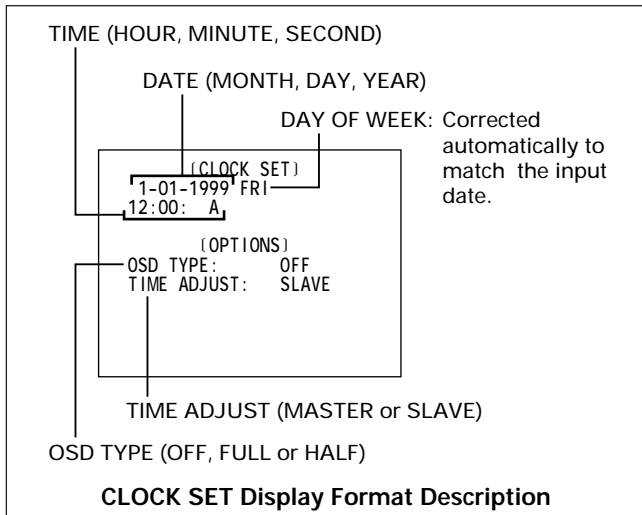 TIME (HOUR, MINUTE, SECOND)
DATE (MONTH, DAY, YEAR)
DAY OF WEEK: Corrected
automatically to
match the input
date.
(CLOCK SET)
1-01-1999 FRI
12:00: A
(OPTIONS)
OSD TYPE: OFF
TIME ADJUST: SLAVE
TIME ADJUST (MASTER or SLAVE)
OSD TYPE (OFF, FULL or HALF)
CLOCK SET Display Format Description